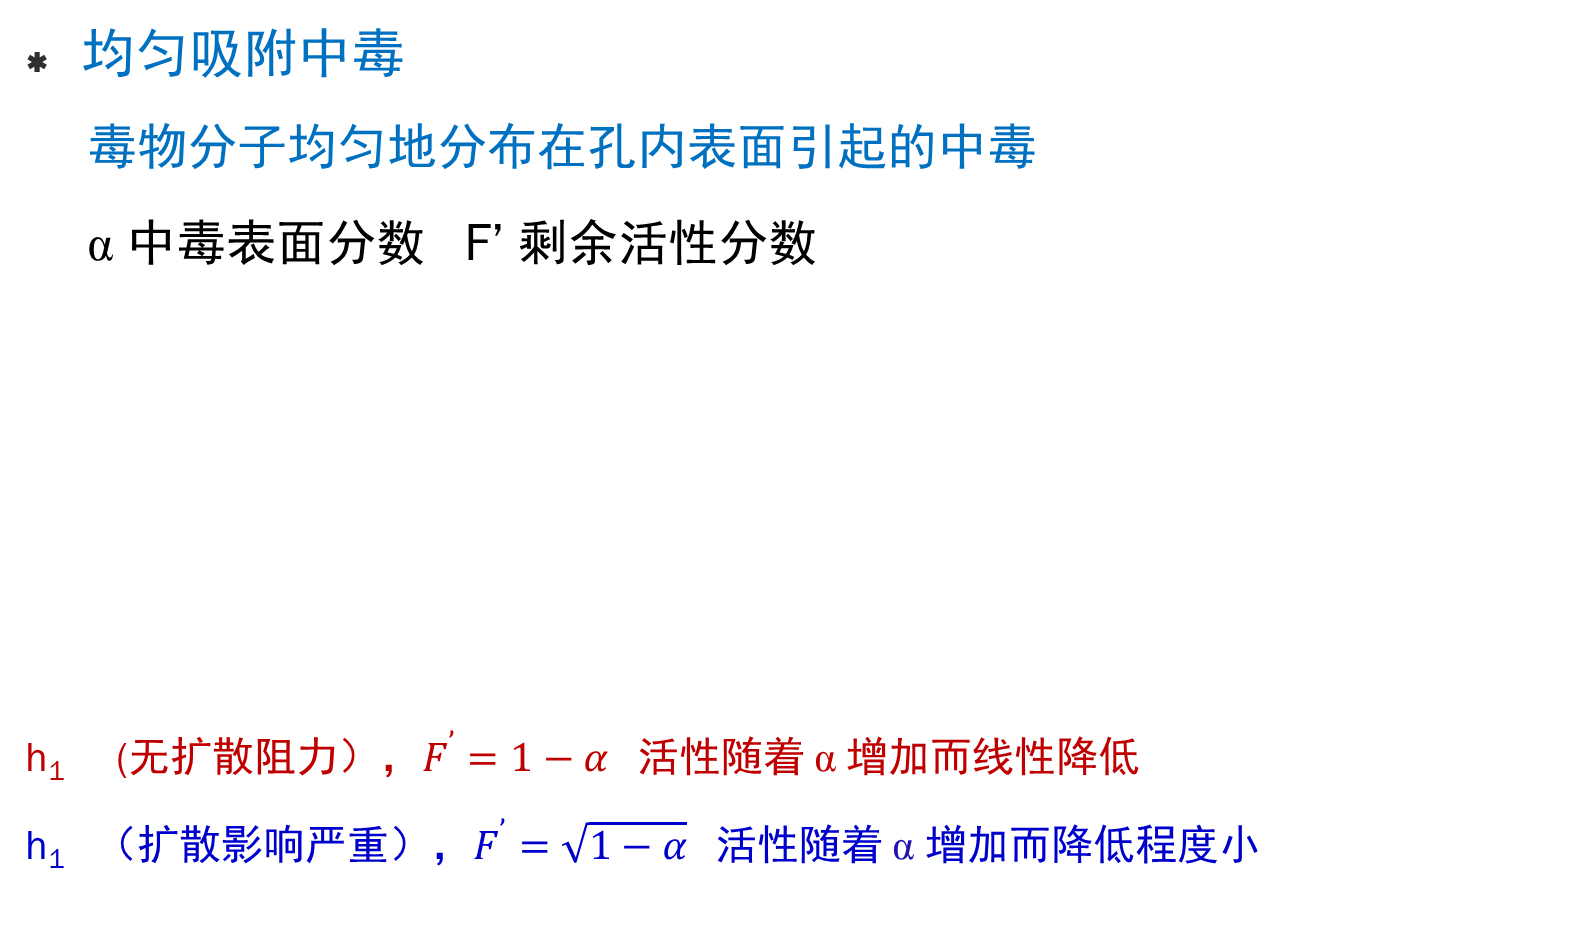 * 均匀吸附中毒
毒物分子均匀地分布在孔内表面引起的中毒
α 中毒表面分数 F’ 剩余活性分数
h₁ （无扩散阻力），F’ = 1 − α 活性随着 α 增加而线性降低
h₁ （扩散影响严重），F’ = √(1 − α) 活性随着 α 增加而降低程度小